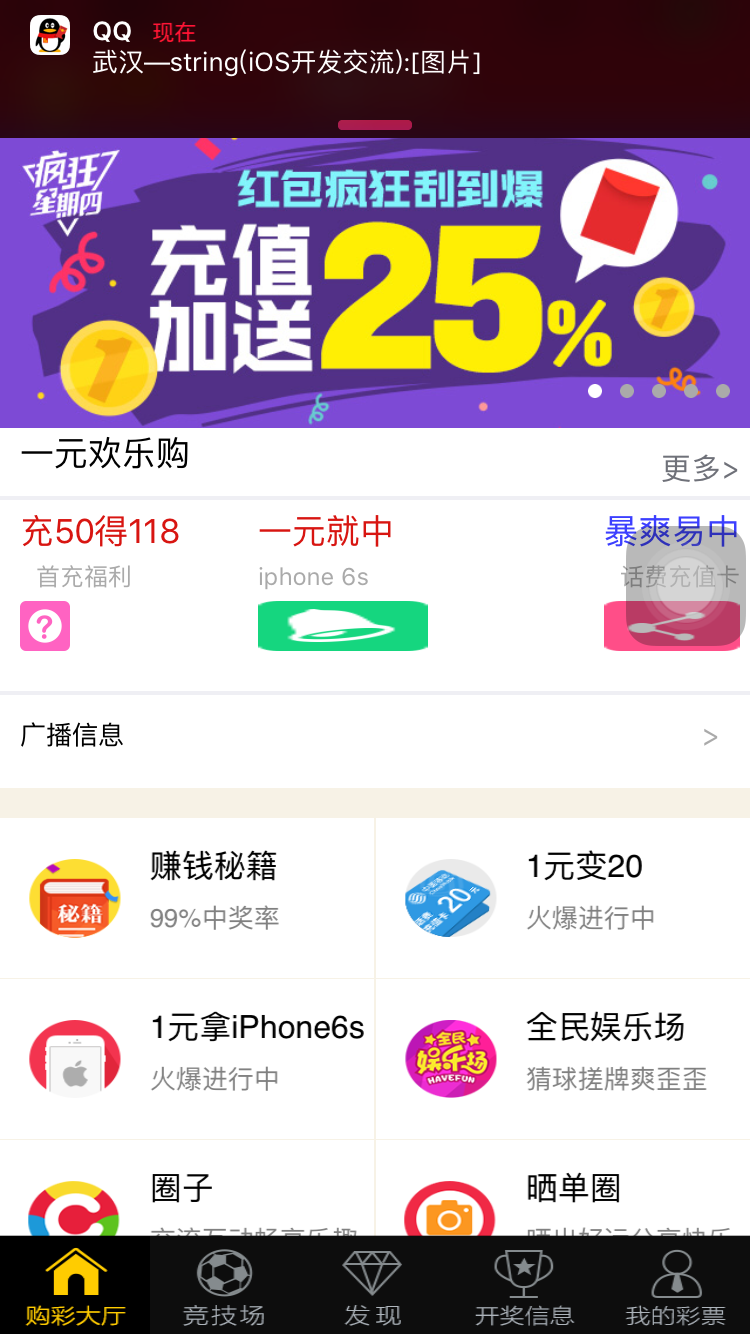 QQ 现在
武汉—string(iOS开发交流):[图片]
疯狂
星期四
红包疯狂刮到爆
充值
加送
25%
一元欢乐购
更多>
充50得118
一元就中
暴爽易中
首充福利
iphone 6s
话费充值卡
广播信息
>
赚钱秘籍
秘籍
99%中奖率
1元变20
20
火爆进行中
1元拿iPhone6s
火爆进行中
全民娱乐场
全民
娱乐场
HAVEFUN
猜球搓牌爽歪歪
圈子
晒单圈
购彩大厅
竞技场
发现
开奖信息
我的彩票